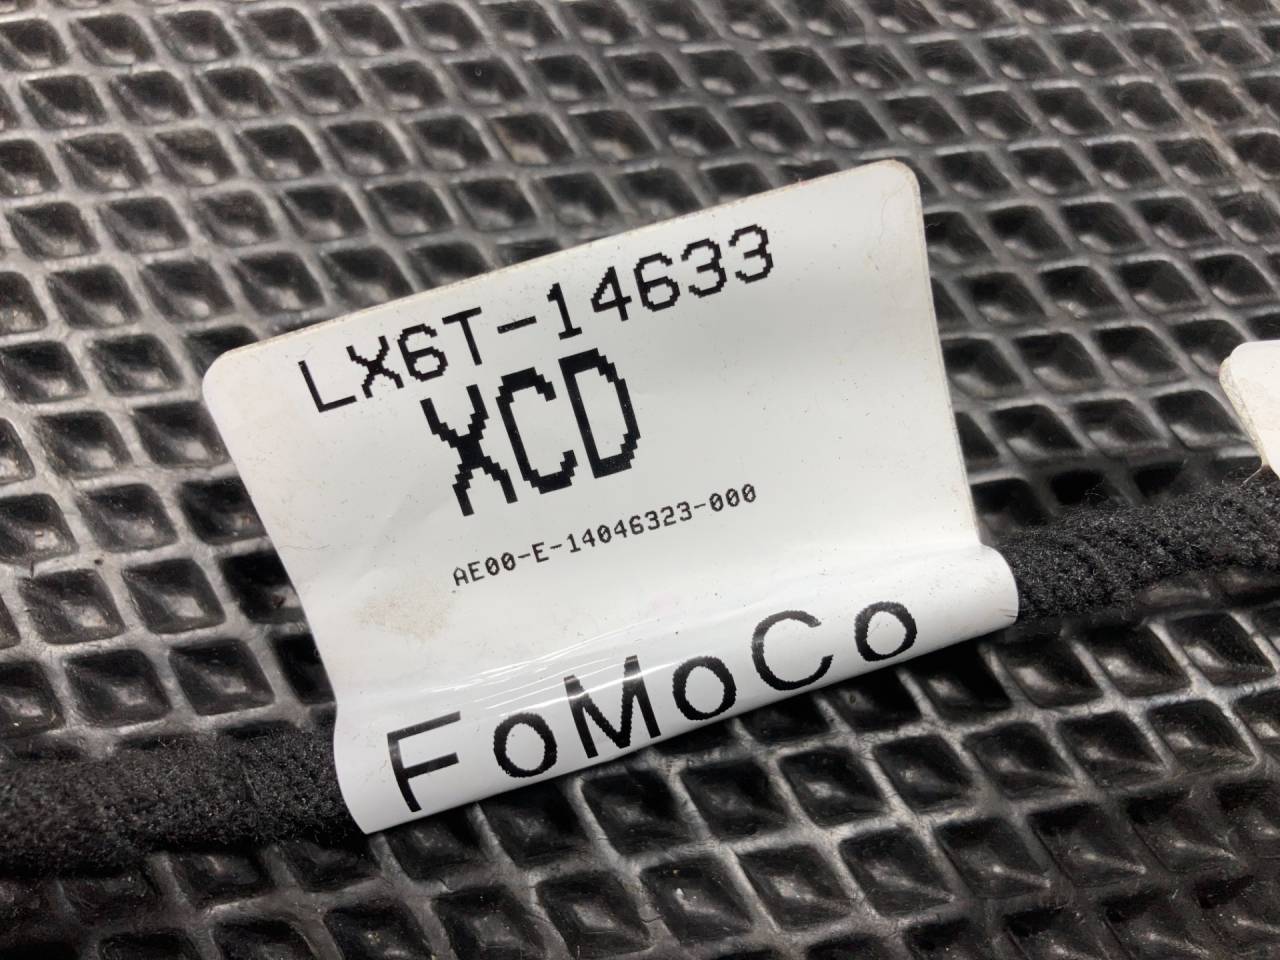 LX6T-14633
XCD
AE00-E-14046323-000
FoMoCo